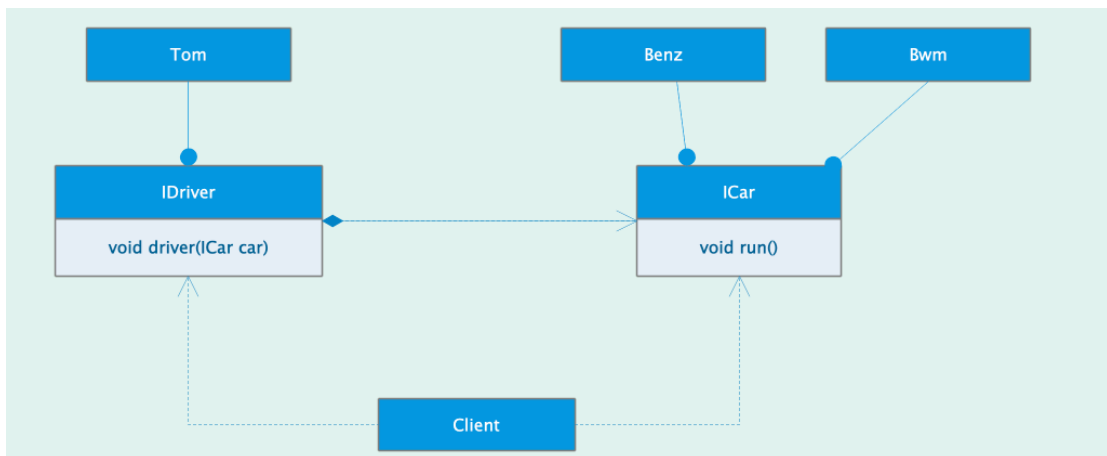 Tom
Benz
Bwm
IDriver
void driver(ICar car)
ICar
void run()
Client